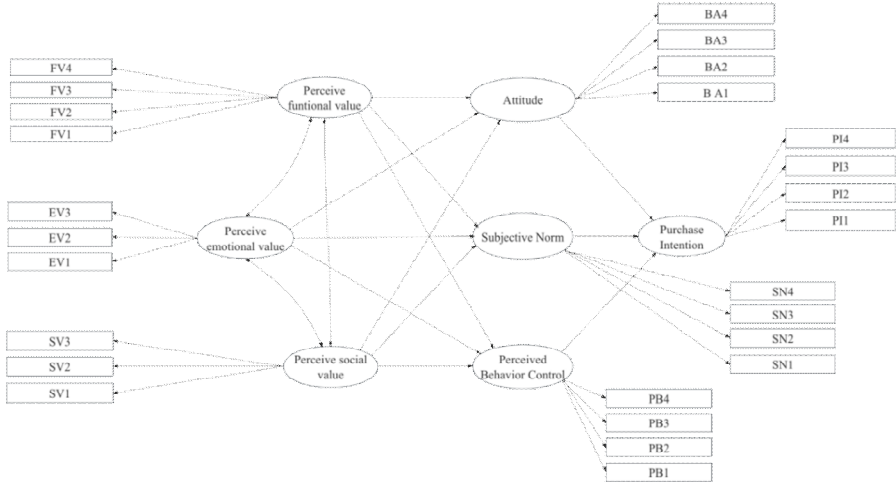 BA4
BA3
BA2
B A1
FV4
FV3
FV2
FV1
Perceive
funtional value
Attitude
PI4
PI3
PI2
PI1
EV3
EV2
EV1
Perceive
emotional value
Subjective Norm
Purchase
Intention
SN4
SN3
SN2
SN1
SV3
SV2
SV1
Perceive social
value
Perceived
Behavior Control
PB4
PB3
PB2
PB1